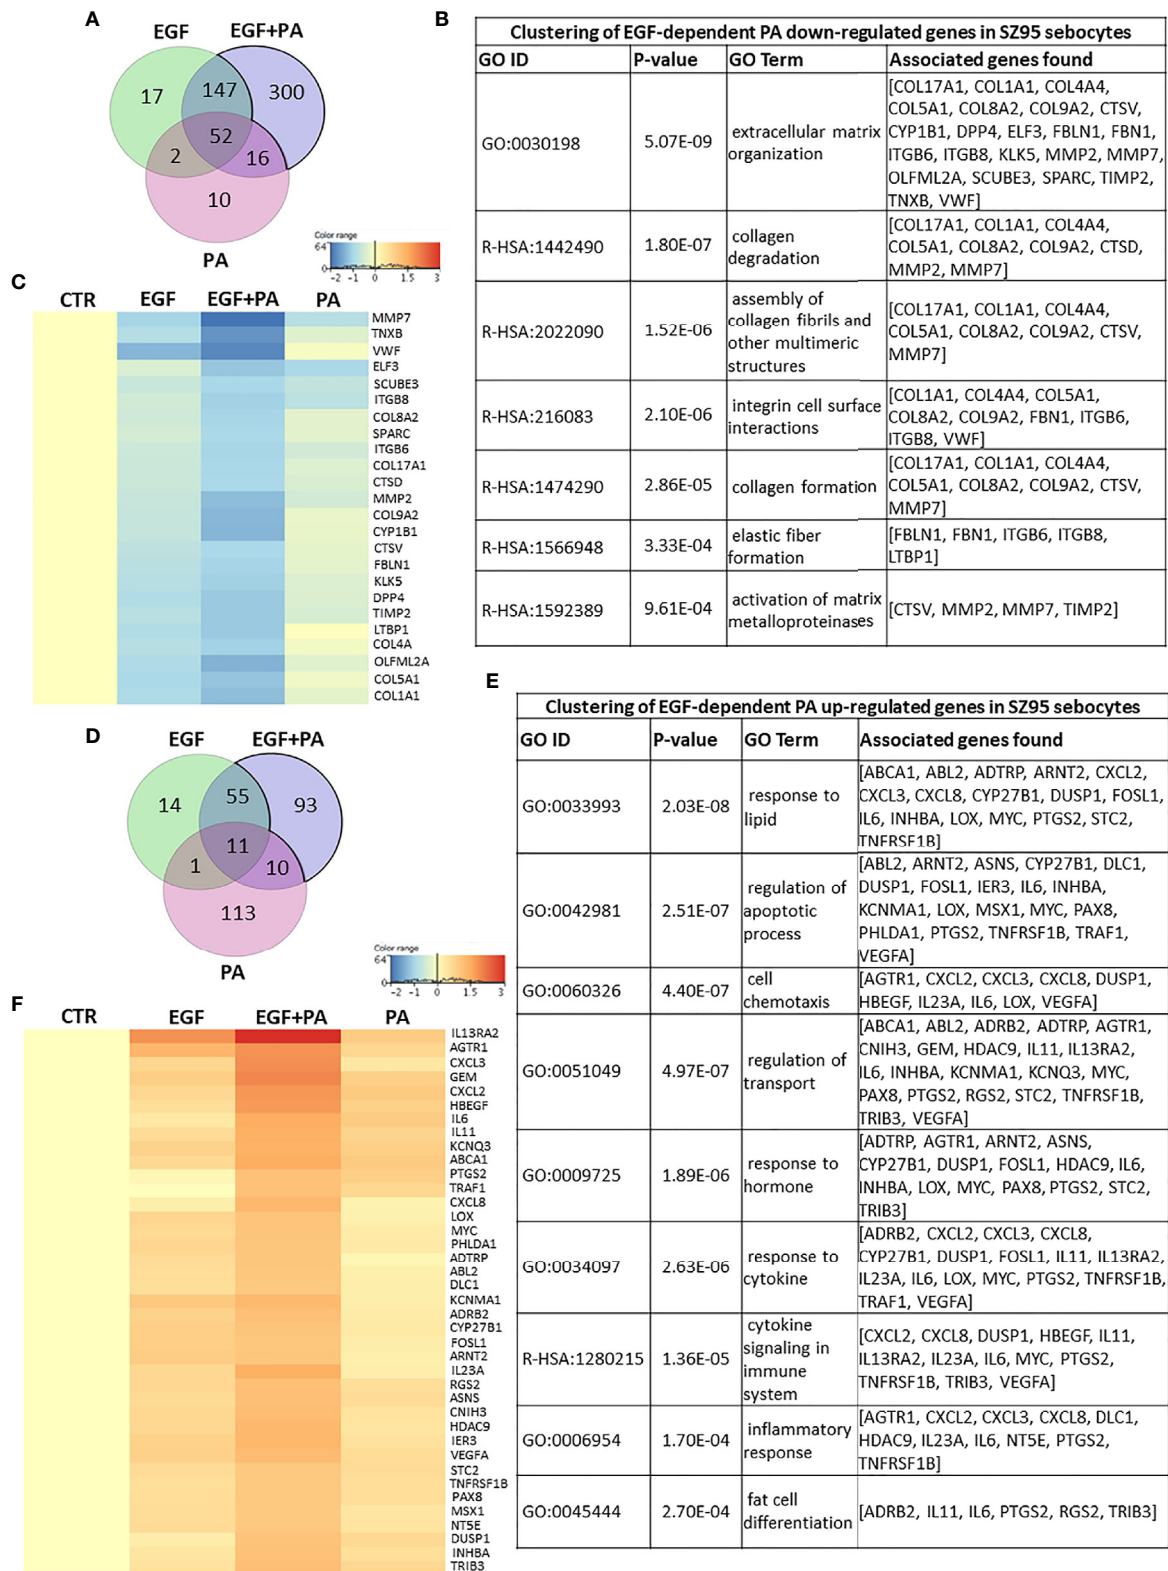 A
EGF
EGF+PA
17
147
300
52
2
16
10
PA
Color range
64
0
-2 -1 0 1.5 3
B
Clustering of EGF-dependent PA down-regulated genes in SZ95 sebocytes
GO ID P-value GO Term Associated genes found
GO:0030198 5.07E-09
extracellular matrix
organization
[COL17A1, COL1A1, COL4A4,
COL5A1, COL8A2, COL9A2, CTSV,
CYP1B1, DPP4, ELF3, FBLN1, FBN1,
ITGB6, ITGB8, KLK5, MMP2, MMP7,
OLFML2A, SCUBE3, SPARC, TIMP2,
TNXB, VWF]
R-HSA:1442490 1.80E-07
collagen
degradation
[COL17A1, COL1A1, COL4A4,
COL5A1, COL8A2, COL9A2, CTSD,
MMP2, MMP7]
R-HSA:2022090 1.52E-06
assembly of
collagen fibrils and
other multimeric
structures
[COL17A1, COL1A1, COL4A4,
COL5A1, COL8A2, COL9A2, CTSV,
MMP7]
R-HSA:216083 2.10E-06
integrin cell surface
interactions
[COL1A1, COL4A4, COL5A1,
COL8A2, COL9A2, FBN1, ITGB6,
ITGB8, VWF]
R-HSA:1474290 2.86E-05
collagen formation
[COL17A1, COL1A1, COL4A4,
COL5A1, COL8A2, COL9A2, CTSV,
MMP7]
R-HSA:1566948 3.33E-04
elastic fiber
formation
[FBLN1, FBN1, ITGB6, ITGB8,
LTBP1]
R-HSA:1592389 9.61E-04
activation of matrix
metalloproteinases
[CTSV, MMP2, MMP7, TIMP2]
C
CTR EGF EGF+PA PA
MMP7
TNXB
VWF
ELF3
SCUBE3
ITGB8
COL8A2
SPARC
ITGB6
COL17A1
CTSD
MMP2
COL9A2
CYP1B1
CTSV
FBLN1
KLK5
DPP4
TIMP2
LTBP1
COL4A
OLFML2A
COL5A1
COL1A1
D
EGF
EGF+PA
14
55
93
11
1
10
113
PA
Color range
64
0
-2 -1 0 1.5 3
E
Clustering of EGF-dependent PA up-regulated genes in SZ95 sebocytes
GO ID P-value GO Term Associated genes found
GO:0033993 2.03E-08
response to
lipid
[ABCA1, ABL2, ADTRP, ARNT2, CXCL2,
CXCL3, CXCL8, CYP27B1, DUSP1, FOSL1,
IL6, INHBA, LOX, MYC, PTGS2, STC2,
TNFRSF1B]
GO:0042981 2.51E-07
regulation of
apoptotic
process
[ABL2, ARNT2, ASNS, CYP27B1, DLC1,
DUSP1, FOSL1, IER3, IL6, INHBA,
KCNMA1, LOX, MSX1, MYC, PAX8,
PHLDA1, PTGS2, TNFRSF1B, TRAF1,
VEGFA]
GO:0060326 4.40E-07
cell
chemotaxis
[AGTR1, CXCL2, CXCL3, CXCL8, DUSP1,
HBEGF, IL23A, IL6, LOX, VEGFA]
GO:0051049 4.97E-07
regulation of
transport
[ABCA1, ABL2, ADRB2, ADTRP, AGTR1,
CNIH3, GEM, HDAC9, IL11, IL13RA2,
IL6, INHBA, KCNMA1, KCNQ3, MYC,
PAX8, PTGS2, RGS2, STC2, TNFRSF1B,
TRIB3, VEGFA]
GO:0009725 1.89E-06
response to
hormone
[ADTRP, AGTR1, ARNT2, ASNS,
CYP27B1, DUSP1, FOSL1, HDAC9, IL6,
INHBA, LOX, MYC, PAX8, PTGS2, STC2,
TRIB3]
GO:0034097 2.63E-06
response to
cytokine
[ADRB2, CXCL2, CXCL3, CXCL8,
CYP27B1, DUSP1, FOSL1, IL11, IL13RA2,
IL23A, IL6, LOX, MYC, PTGS2, TNFRSF1B,
TRAF1, VEGFA]
R-HSA:1280215 1.36E-05
cytokine
signaling in
immune
system
[CXCL2, CXCL8, DUSP1, HBEGF, IL11,
IL13RA2, IL23A, IL6, MYC, PTGS2,
TNFRSF1B, TRIB3, VEGFA]
GO:0006954 1.70E-04
inflammatory
response
[AGTR1, CXCL2, CXCL3, CXCL8, DLC1,
HDAC9, IL23A, IL6, NT5E, PTGS2,
TNFRSF1B]
GO:0045444 2.70E-04
fat cell
differentiation
[ADRB2, IL11, IL6, PTGS2, RGS2, TRIB3]
F
CTR EGF EGF+PA PA
IL13RA2
AGTR1
CXCL3
GEM
CXCL2
HBEGF
IL6
IL11
KCNQ3
ABCA1
PTGS2
TRAF1
CXCL8
LOX
MYC
PHLDA1
ADTRP
ABL2
DLC1
KCNMA1
ADRB2
CYP27B1
FOSL1
ARNT2
IL23A
RGS2
ASNS
CNIH3
HDAC9
IER3
VEGFA
STC2
TNFRSF1B
PAX8
MSX1
NT5E
DUSP1
INHBA
TRIB3